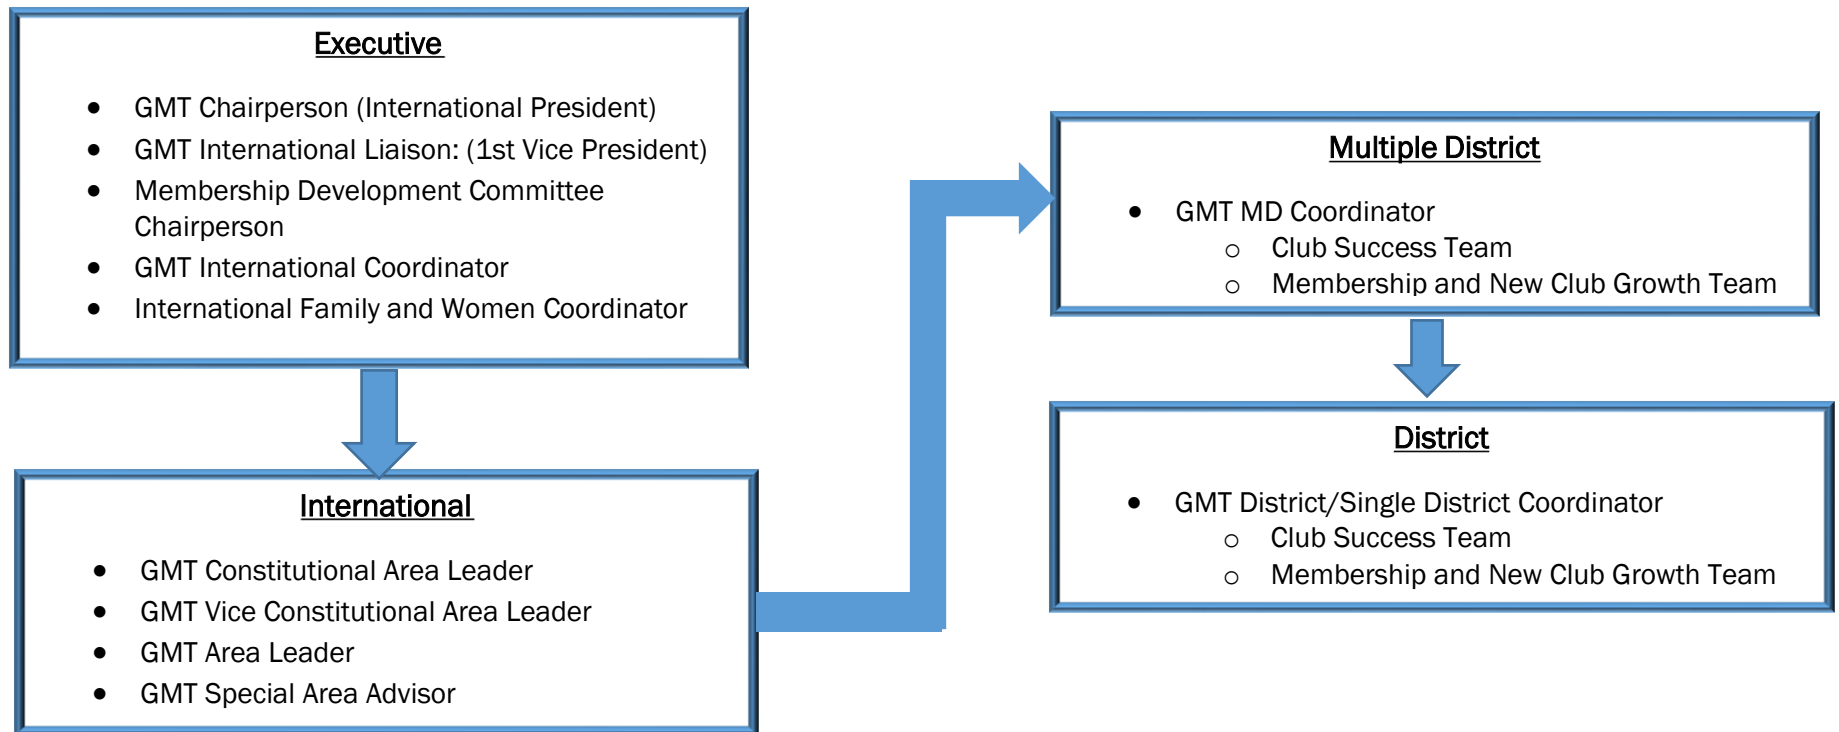 Executive
• GMT Chairperson (International President)
• GMT International Liaison: (1st Vice President)
• Membership Development Committee
Chairperson
• GMT International Coordinator
• International Family and Women Coordinator
International
• GMT Constitutional Area Leader
• GMT Vice Constitutional Area Leader
• GMT Area Leader
• GMT Special Area Advisor
Multiple District
• GMT MD Coordinator
o Club Success Team
o Membership and New Club Growth Team
District
• GMT District/Single District Coordinator
o Club Success Team
o Membership and New Club Growth Team